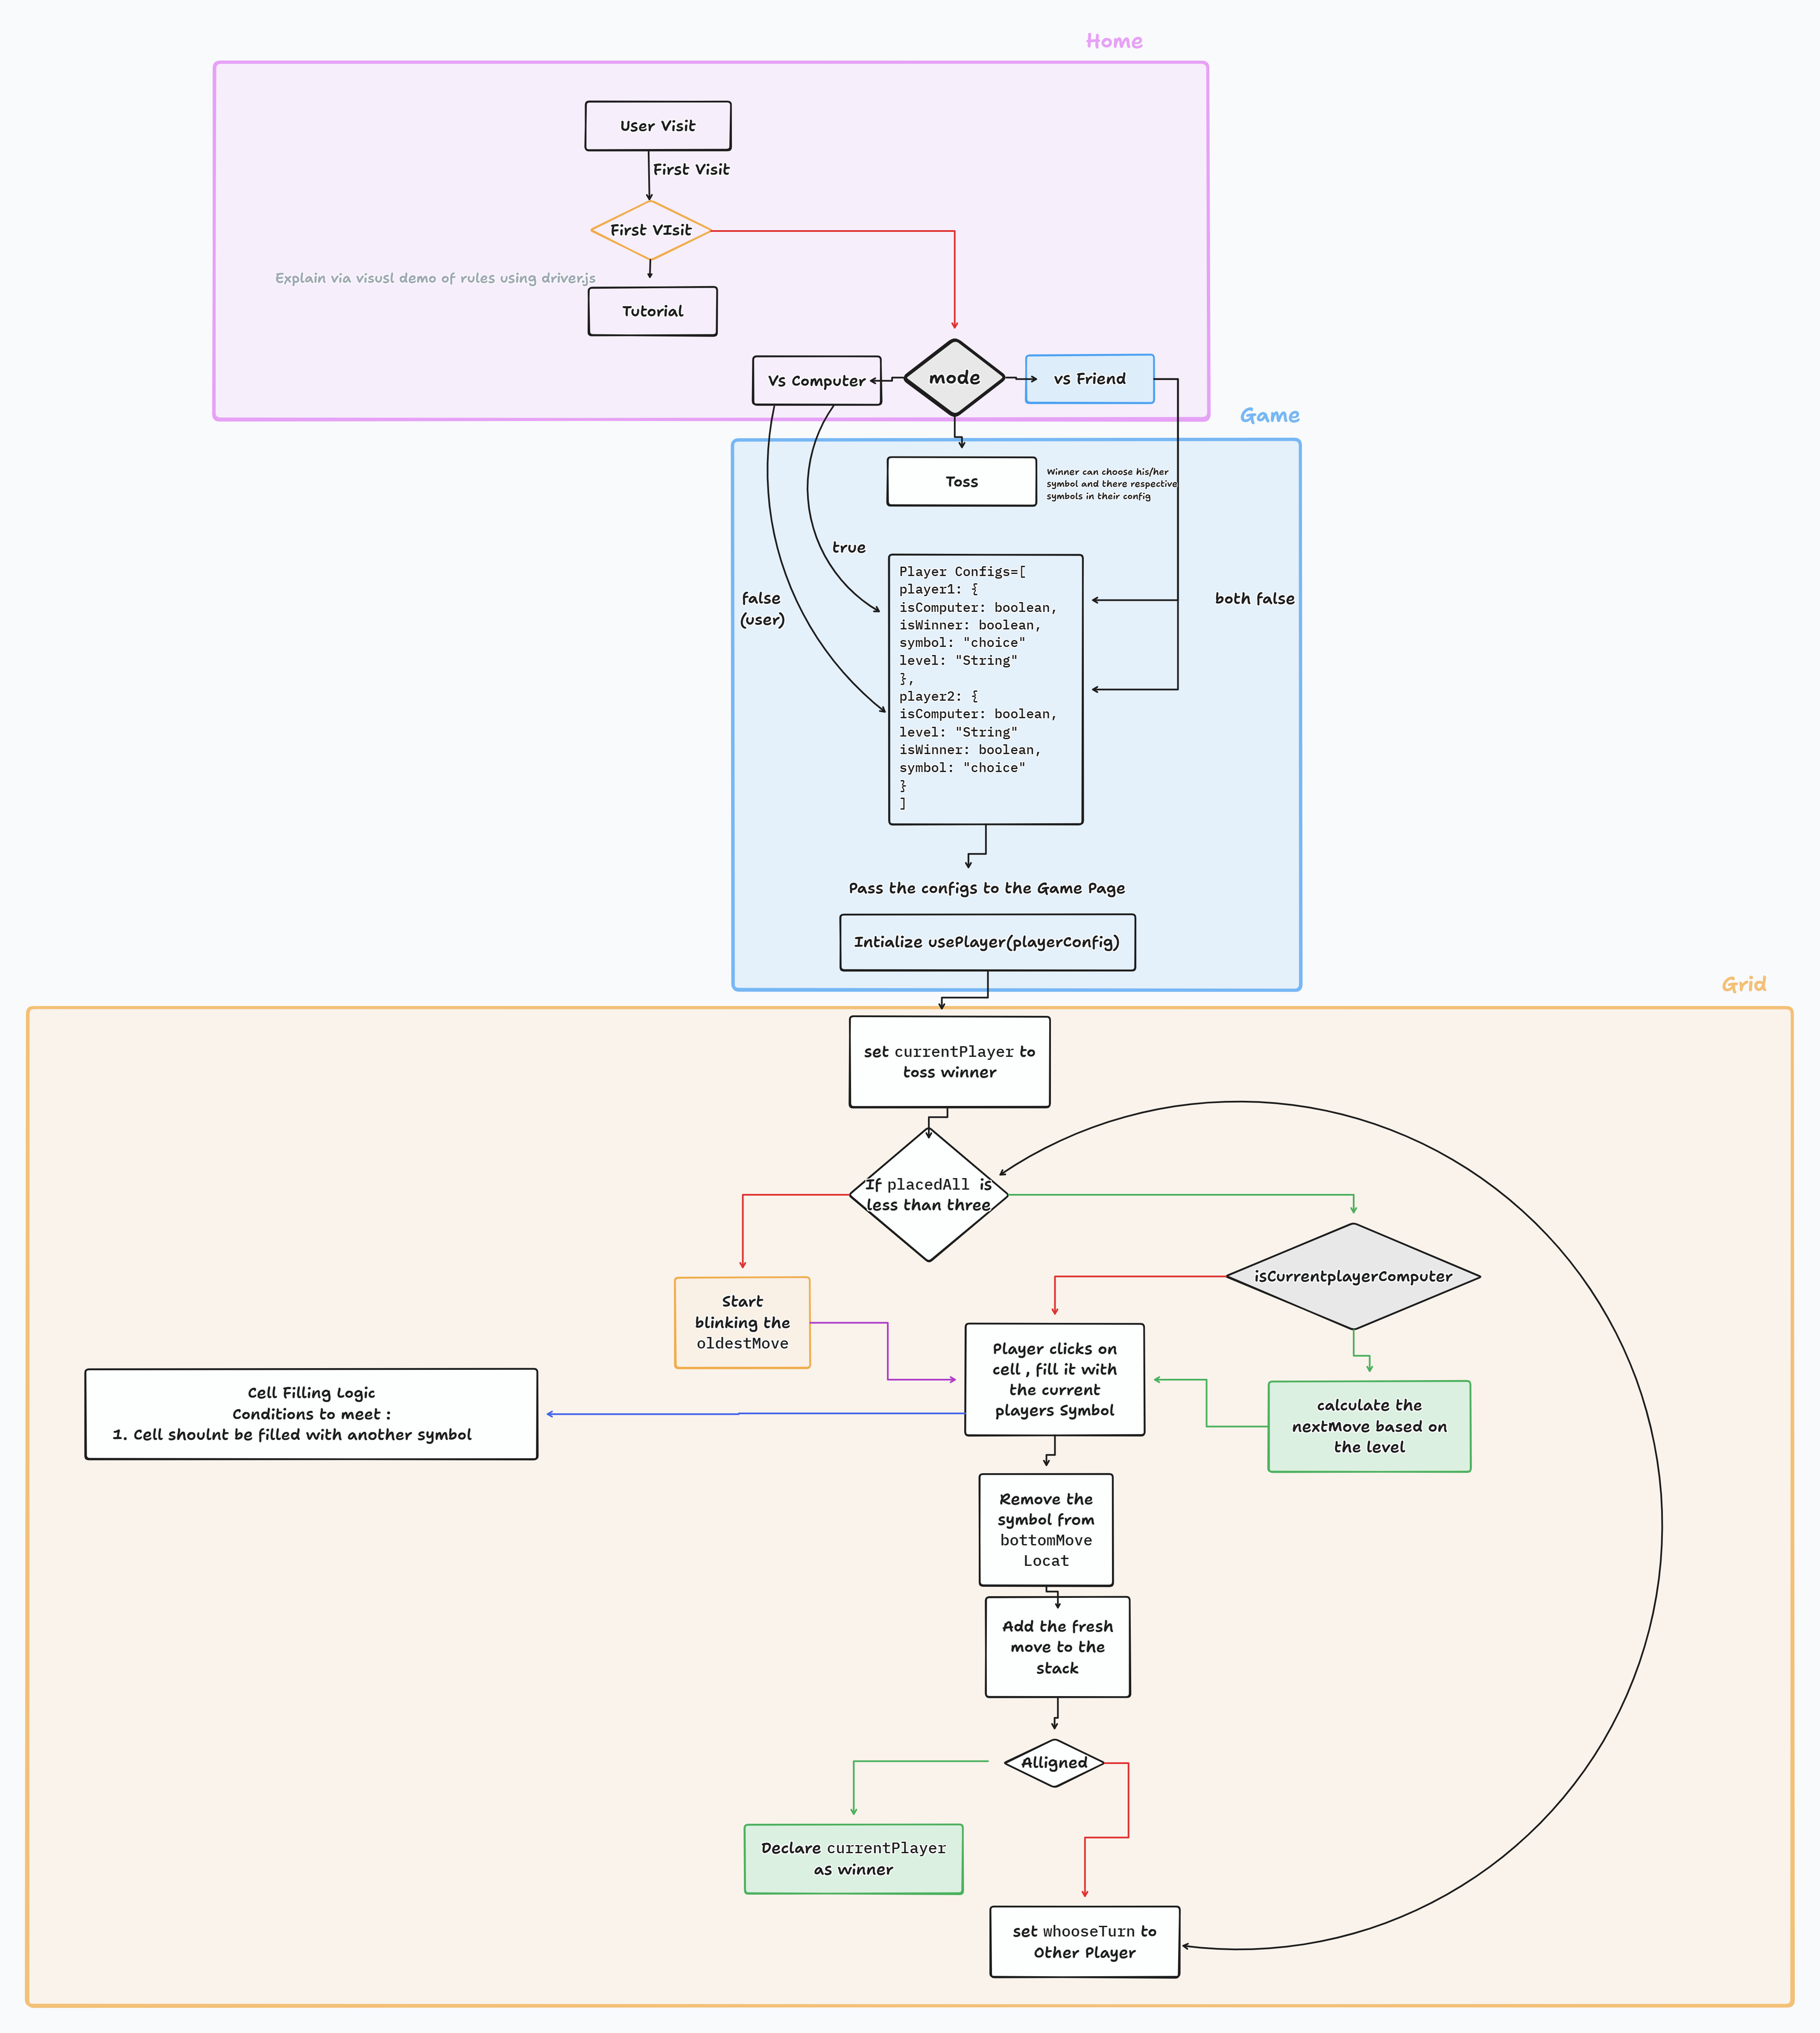 Home
User Visit
First Visit
First VIsit
Explain via visusl demo of rules using driver.js
Tutorial
Vs Computer
mode
vs Friend
Game
Toss
Winner can choose his/her
symbol and there respective
symbols in their config
true
false
(user)
both false
Player Configs=[
player1: {
isComputer: boolean,
isWinner: boolean,
symbol: "choice"
level: "String"
},
player2: {
isComputer: boolean,
level: "String"
isWinner: boolean,
symbol: "choice"
}
]
Pass the configs to the Game Page
Intialize usePlayer(playerConfig)
Grid
set currentPlayer to
toss winner
If placedAll is
less than three
isCurrentplayerComputer
Start
blinking the
oldestMove
Player clicks on
cell , fill it with
the current
players Symbol
Cell Filling Logic
Conditions to meet :
1. Cell shoulnt be filled with another symbol
calculate the
nextMove based on
the level
Remove the
symbol from
bottomMove
Locat
Add the fresh
move to the
stack
Alligned
Declare currentPlayer
as winner
set whooseTurn to
Other Player